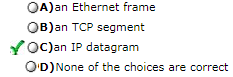 A)an Ethernet frame
B)an TCP segment
C)an IP datagram
D)None of the choices are correct